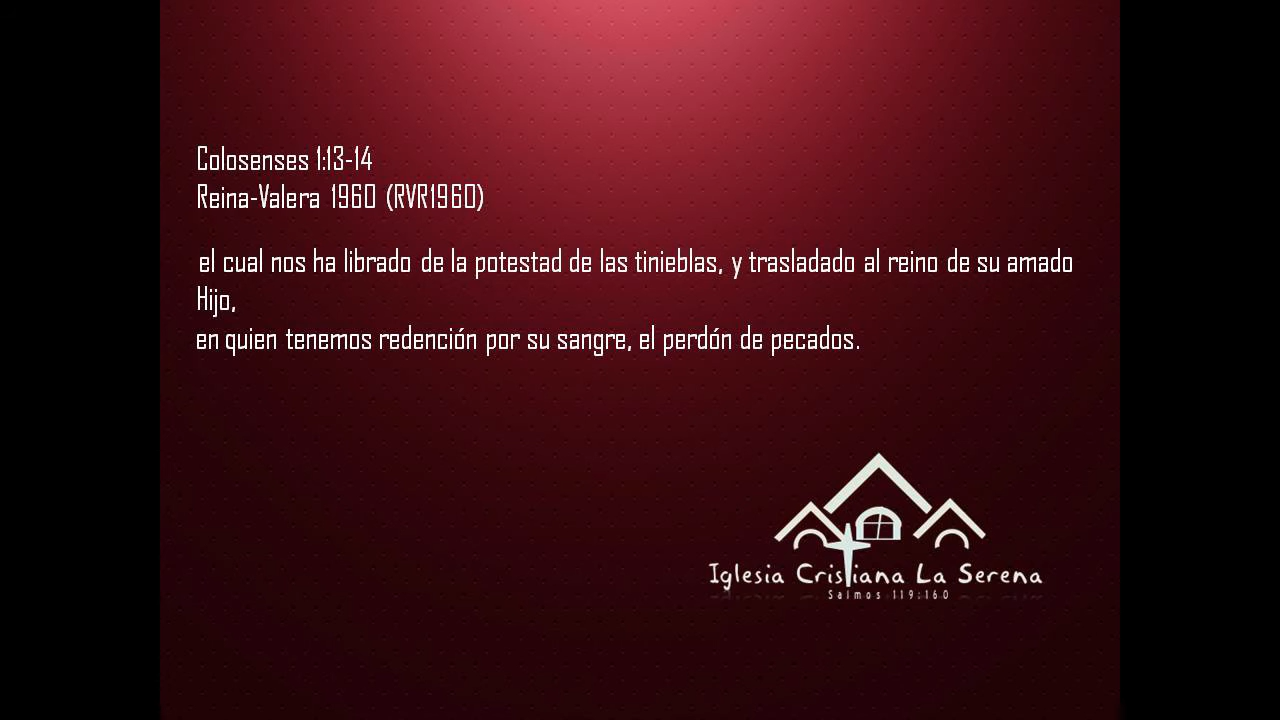 Colosenses 1:13-14
Reina-Valera 1960 (RVR1960)
el cual nos ha librado de la potestad de las tinieblas, y trasladado al reino de su amado
Hijo,
en quien tenemos redención por su sangre, el perdón de pecados.
Iglesia Cristiana La Serena
Salmos 119:160